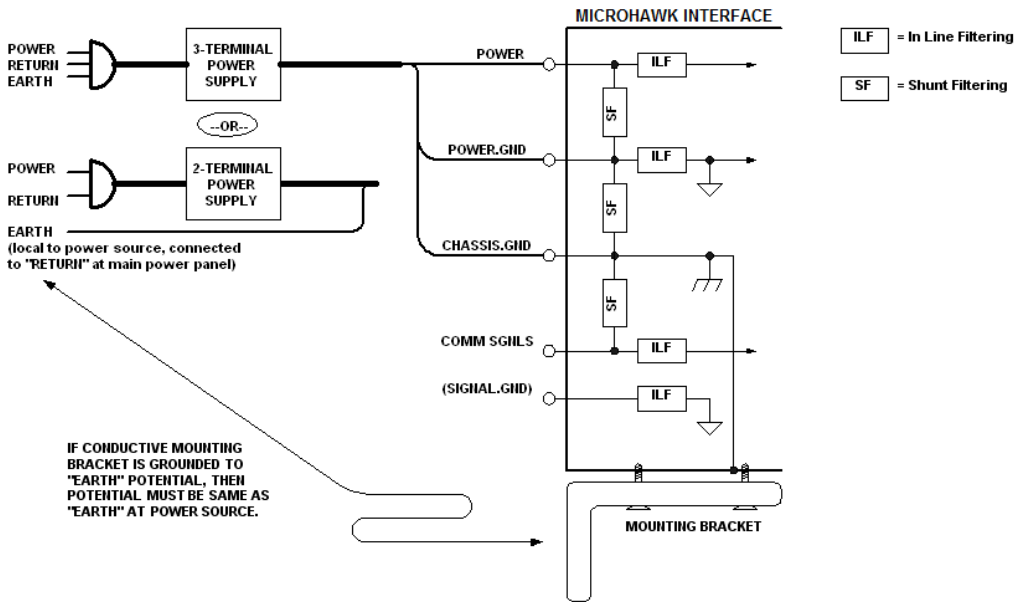 MICROHAWK INTERFACE
POWER
RETURN
EARTH
3-TERMINAL
POWER
SUPPLY
POWER
ILF
ILF
= In Line Filtering
SF
SF
= Shunt Filtering
--OR--
POWER
RETURN
2-TERMINAL
POWER
SUPPLY
POWER.GND
ILF
EARTH
(local to power source, connected
to "RETURN" at main power panel)
SF
CHASSIS.GND
SF
COMM SGNLS
ILF
(SIGNAL.GND)
ILF
IF CONDUCTIVE MOUNTING
BRACKET IS GROUNDED TO
"EARTH" POTENTIAL, THEN
POTENTIAL MUST BE SAME AS
"EARTH" AT POWER SOURCE.
MOUNTING BRACKET